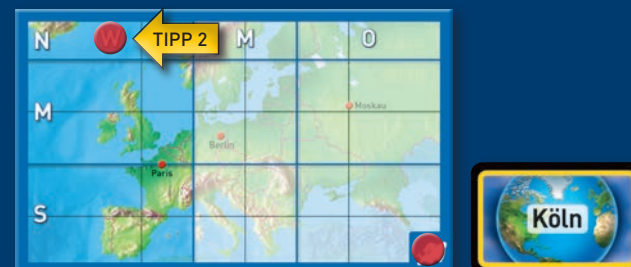 N W TIPP 2 M O
Moskau
M
Berlin
Paris
S
Köln